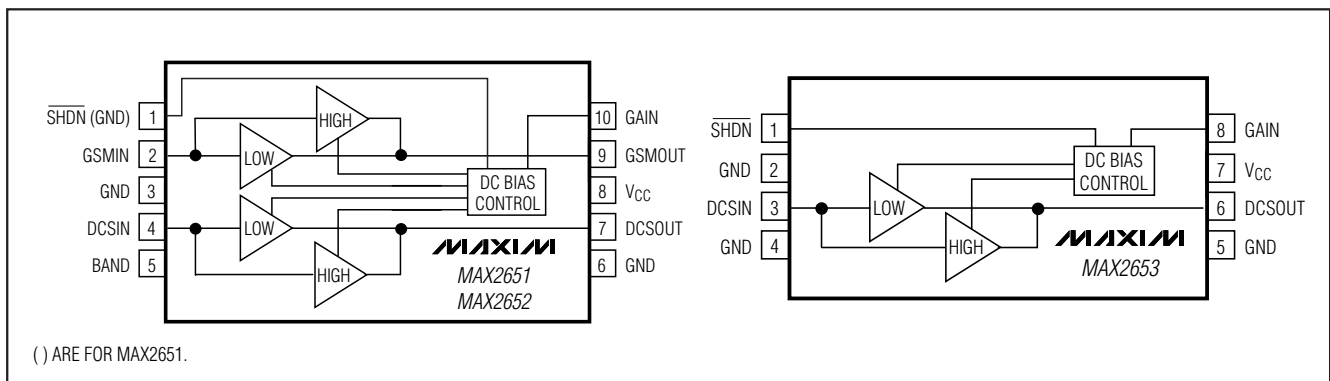 SHDN (GND) 1
GSMIN 2
GND 3
DCSIN 4
BAND 5
HIGH
LOW
LOW
HIGH
DC BIAS
CONTROL
MAXIM
MAX2651
MAX2652
10 GAIN
9 GSMOUT
8 VCC
7 DCSOUT
6 GND
SHDN 1
GND 2
DCSIN 3
GND 4
LOW
HIGH
DC BIAS
CONTROL
MAXIM
MAX2653
8 GAIN
7 VCC
6 DCSOUT
5 GND
( ) ARE FOR MAX2651.